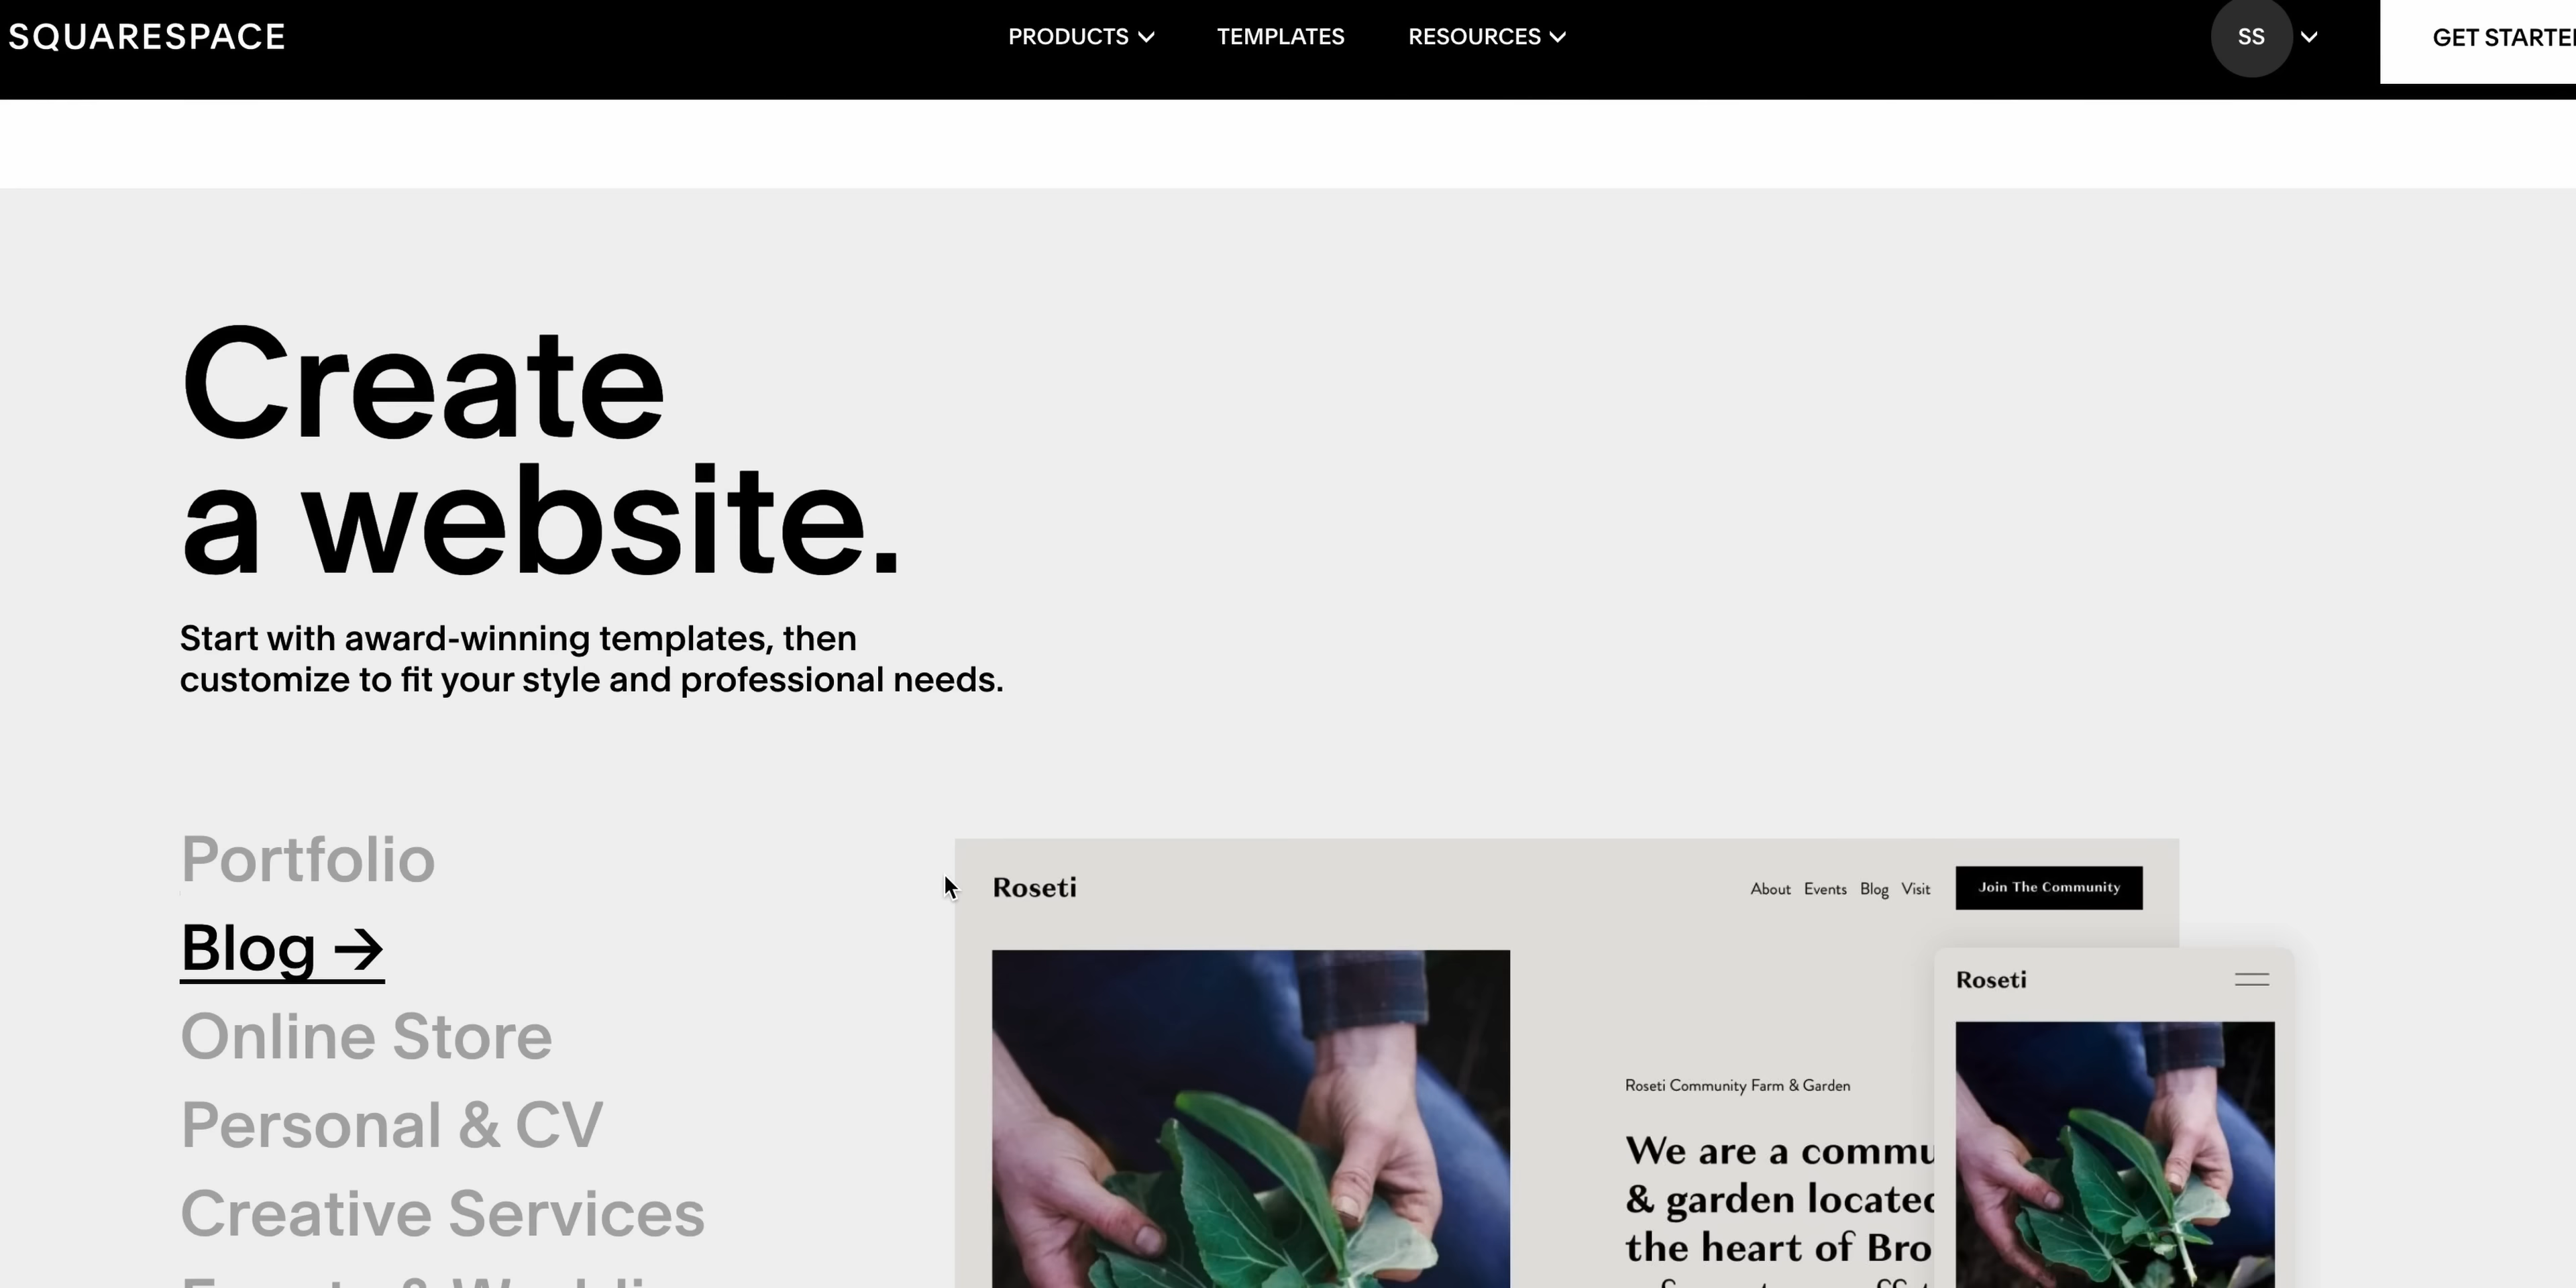 SQUARESPACE
PRODUCTS
TEMPLATES
RESOURCES
SS
GET STARTE
Create
a website.
Start with award-winning templates, then
customize to fit your style and professional needs.
Portfolio
Blog →
Online Store
Personal & CV
Creative Services
Roseti
About Events Blog Visit
Join The Community
Roseti Community Farm & Garden
We are a commu
& garden located
the heart of Bro
Roseti